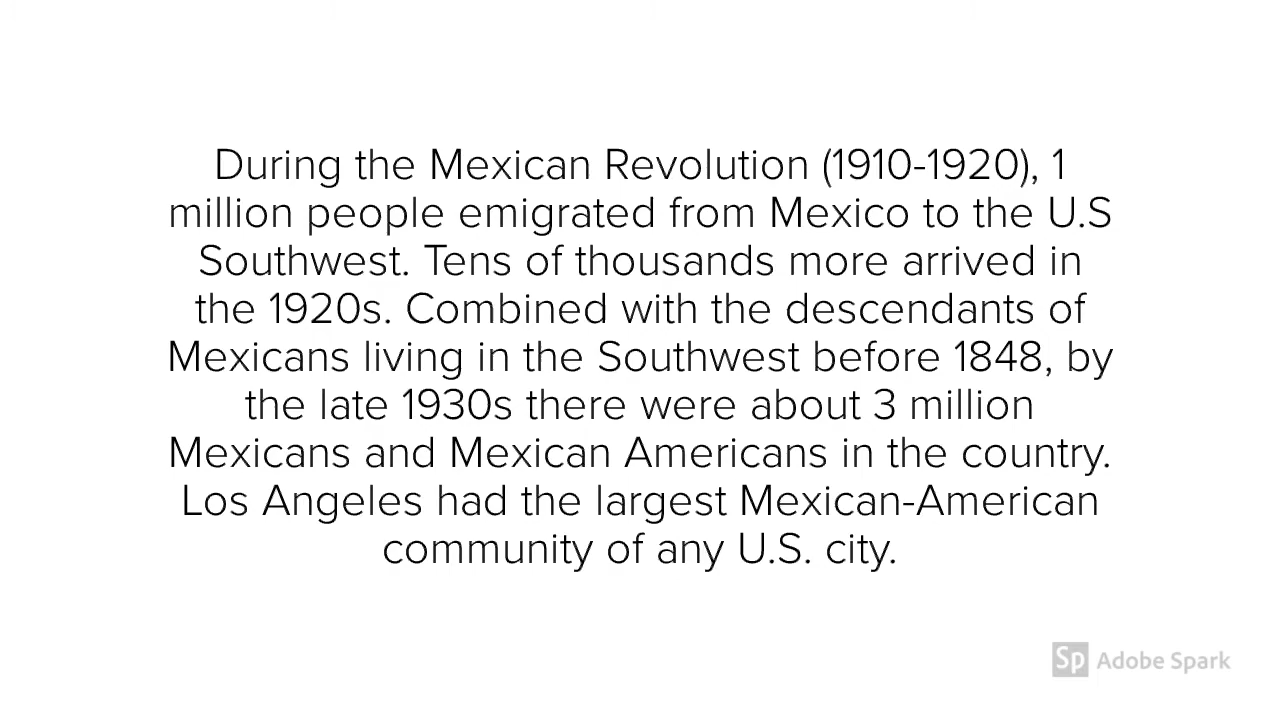 During the Mexican Revolution (1910-1920), 1
million people emigrated from Mexico to the U.S
Southwest. Tens of thousands more arrived in
the 1920s. Combined with the descendants of
Mexicans living in the Southwest before 1848, by
the late 1930s there were about 3 million
Mexicans and Mexican Americans in the country.
Los Angeles had the largest Mexican-American
community of any U.S. city.
Sp Adobe Spark